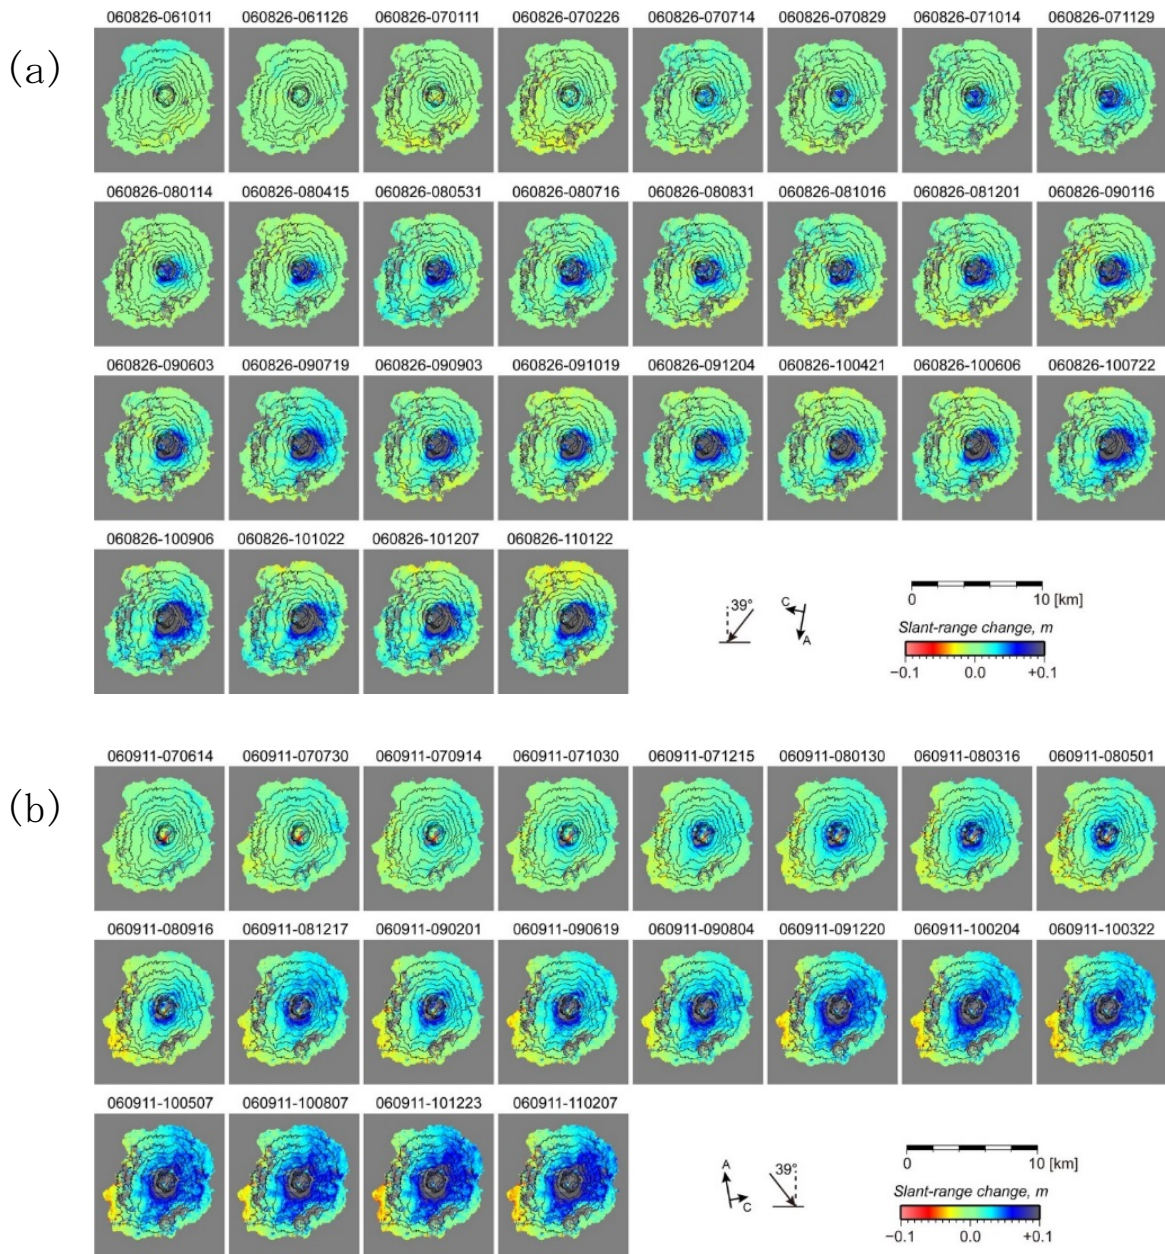 (a)
060826-061011 060826-061126 060826-070111 060826-070226 060826-070714 060826-070829 060826-071014 060826-071129
060826-080114 060826-080415 060826-080531 060826-080716 060826-080831 060826-081016 060826-081201 060826-090116
060826-090603 060826-090719 060826-090903 060826-091019 060826-091204 060826-100421 060826-100606 060826-100722
060826-100906 060826-101022 060826-101207 060826-110122
39° C A
0 10 [km]
Slant-range change, m
−0.1 0.0 +0.1
(b)
060911-070614 060911-070730 060911-070914 060911-071030 060911-071215 060911-080130 060911-080316 060911-080501
060911-080916 060911-081217 060911-090201 060911-090619 060911-090804 060911-091220 060911-100204 060911-100322
060911-100507 060911-100807 060911-101223 060911-110207
A C 39°
0 10 [km]
Slant-range change, m
−0.1 0.0 +0.1